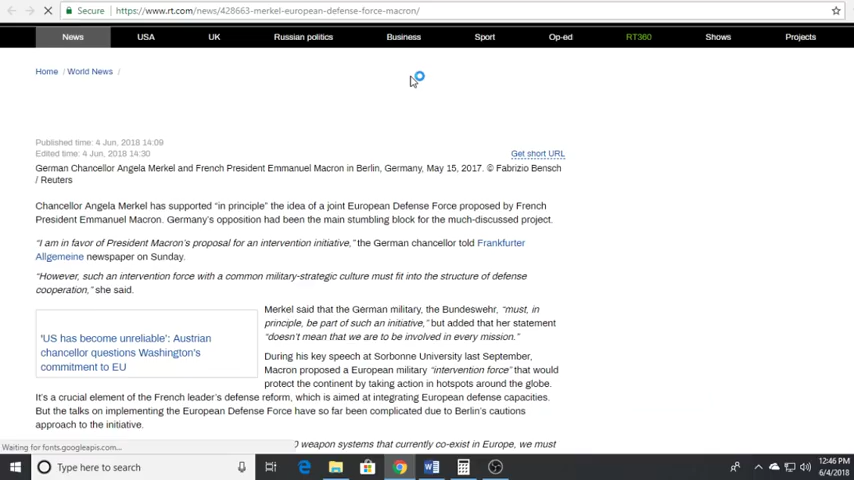 Secure https://www.rt.com/news/428663-merkel-european-defense-force-macron/
News USA UK Russian politics Business Sport Op-ed RT360 Shows Projects
Home / World News /
Published time: 4 Jun, 2018 14:09
Edited time: 4 Jun, 2018 14:30
Get short URL
German Chancellor Angela Merkel and French President Emmanuel Macron in Berlin, Germany, May 15, 2017. © Fabrizio Bensch
/ Reuters
Chancellor Angela Merkel has supported “in principle” the idea of a joint European Defense Force proposed by French
President Emmanuel Macron. Germany’s opposition had been the main stumbling block for the much-discussed project.
“I am in favor of President Macron’s proposal for an intervention initiative,” the German chancellor told Frankfurter
Allgemeine newspaper on Sunday.
“However, such an intervention force with a common military-strategic culture must fit into the structure of defense
cooperation,” she said.
‘US has become unreliable’: Austrian
chancellor questions Washington’s
commitment to EU
Merkel said that the German military, the Bundeswehr, “must, in
principle, be part of such an initiative,” but added that her statement
“doesn’t mean that we are to be involved in every mission.”
During his key speech at Sorbonne University last September,
Macron proposed a European military “intervention force” that would
protect the continent by taking action in hotspots around the globe.
It’s a crucial element of the French leader’s defense reform, which is aimed at integrating European defense capacities.
But the talks on implementing the European Defense Force have so far been complicated due to Berlin’s cautions
approach to the initiative.
weapon systems that currently co-exist in Europe, we must
Waiting for fonts.googleapis.com...
Type here to search
12:46 PM
6/4/2018